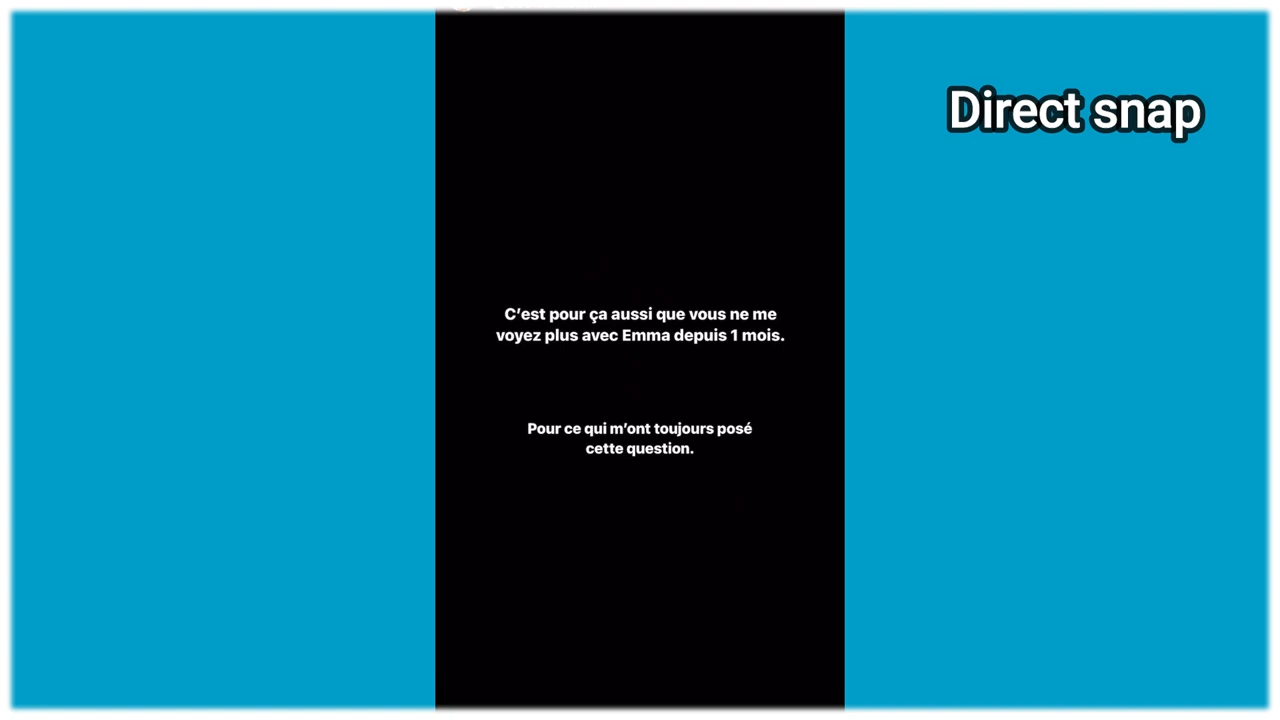 Direct snap
C’est pour ça aussi que vous ne me
voyez plus avec Emma depuis 1 mois.
Pour ce qui m’ont toujours posé
cette question.